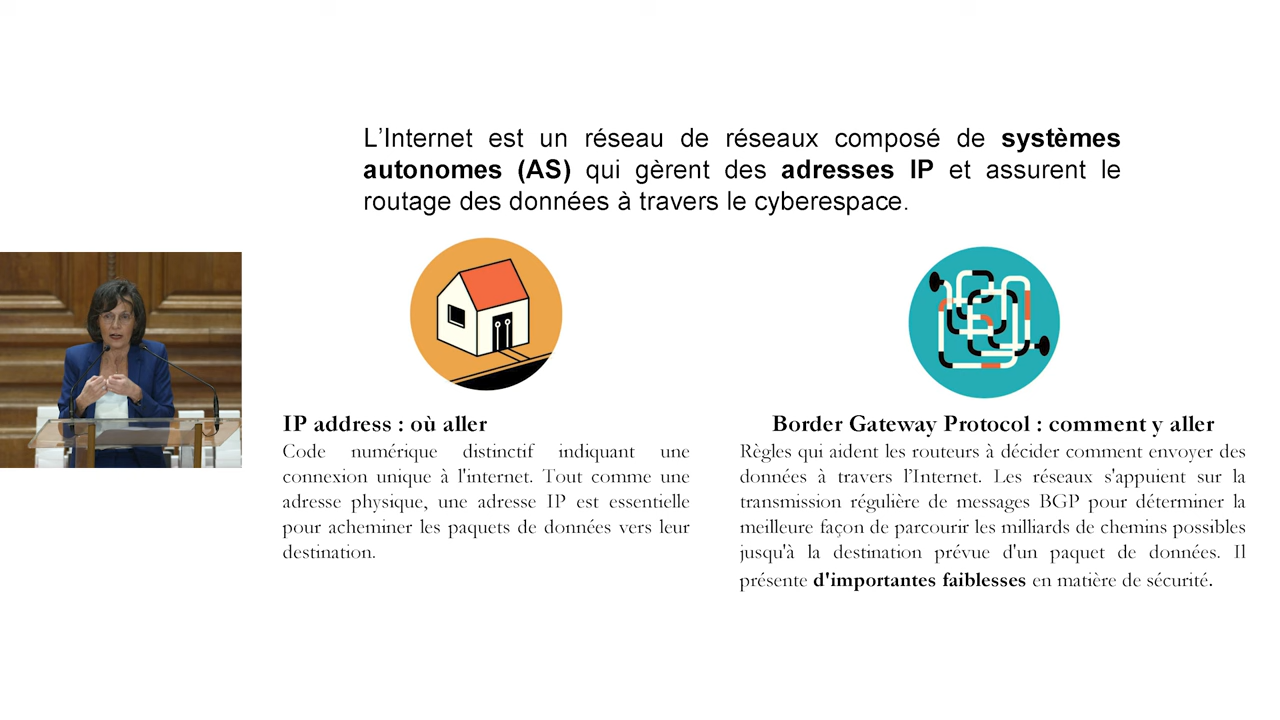 L’Internet est un réseau de réseaux composé de systèmes
autonomes (AS) qui gèrent des adresses IP et assurent le
routage des données à travers le cyberespace.
IP address : où aller
Code numérique distinctif indiquant une
connexion unique à l'internet. Tout comme une
adresse physique, une adresse IP est essentielle
pour acheminer les paquets de données vers leur
destination.
Border Gateway Protocol : comment y aller
Règles qui aident les routeurs à décider comment envoyer des
données à travers l’Internet. Les réseaux s'appuient sur la
transmission régulière de messages BGP pour déterminer la
meilleure façon de parcourir les milliards de chemins possibles
jusqu'à la destination prévue d'un paquet de données. Il
présente d'importantes faiblesses en matière de sécurité.